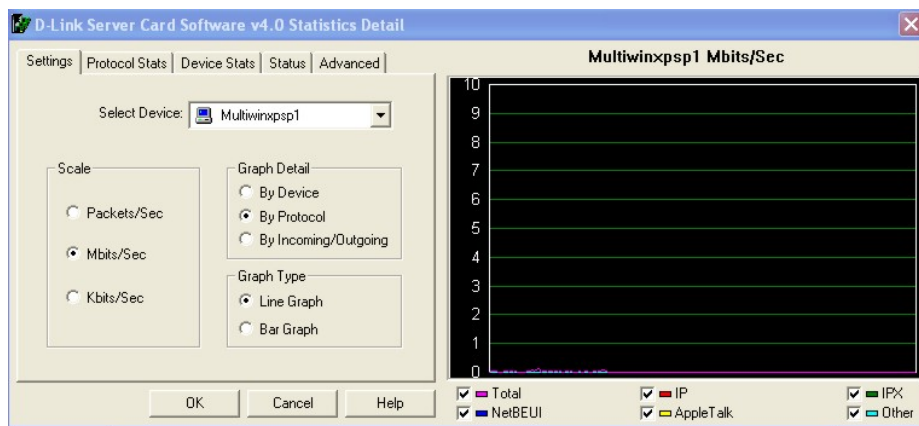 D-Link Server Card Software v4.0 Statistics Detail
Settings Protocol Stats Device Stats Status Advanced
Select Device: Multiwinxpsp1
Scale
Packets/Sec
Mbits/Sec
Kbits/Sec
Graph Detail
By Device
By Protocol
By Incoming/Outgoing
Graph Type
Line Graph
Bar Graph
OK Cancel Help
Multiwinxpsp1 Mbits/Sec
10
9
8
7
6
5
4
3
2
1
0
Total IP IPX
NetBEUI AppleTalk Other